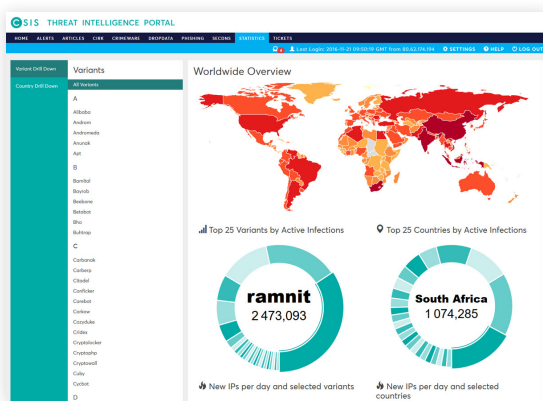 CSIS THREAT INTELLIGENCE PORTAL
HOME ALERTS ARTICLES CIRK CRIMEWARE DROPDATA PHISHING SECDNS STATISTICS TICKETS
Last Login: 2016-11-21 09:50:19 GMT from 80.62.174.194 SETTINGS HELP LOG OUT
Variant Drill Down
Country Drill Down
Variants
All Variants
A
Alibaba
Androm
Andromeda
Anunak
Apt
B
Bamital
Bayrob
Beebone
Betabot
Bho
Buhtrap
C
Carbanak
Carberp
Citadel
Conficker
Corebot
Corkow
Cozyduke
Cridex
Cryptolocker
Cryptophp
Cryptowall
Cuby
Cycbot
D
Worldwide Overview
Top 25 Variants by Active Infections
ramnit
2 473,093
New IPs per day and selected variants
Top 25 Countries by Active Infections
South Africa
1 074,285
New IPs per day and selected
countries